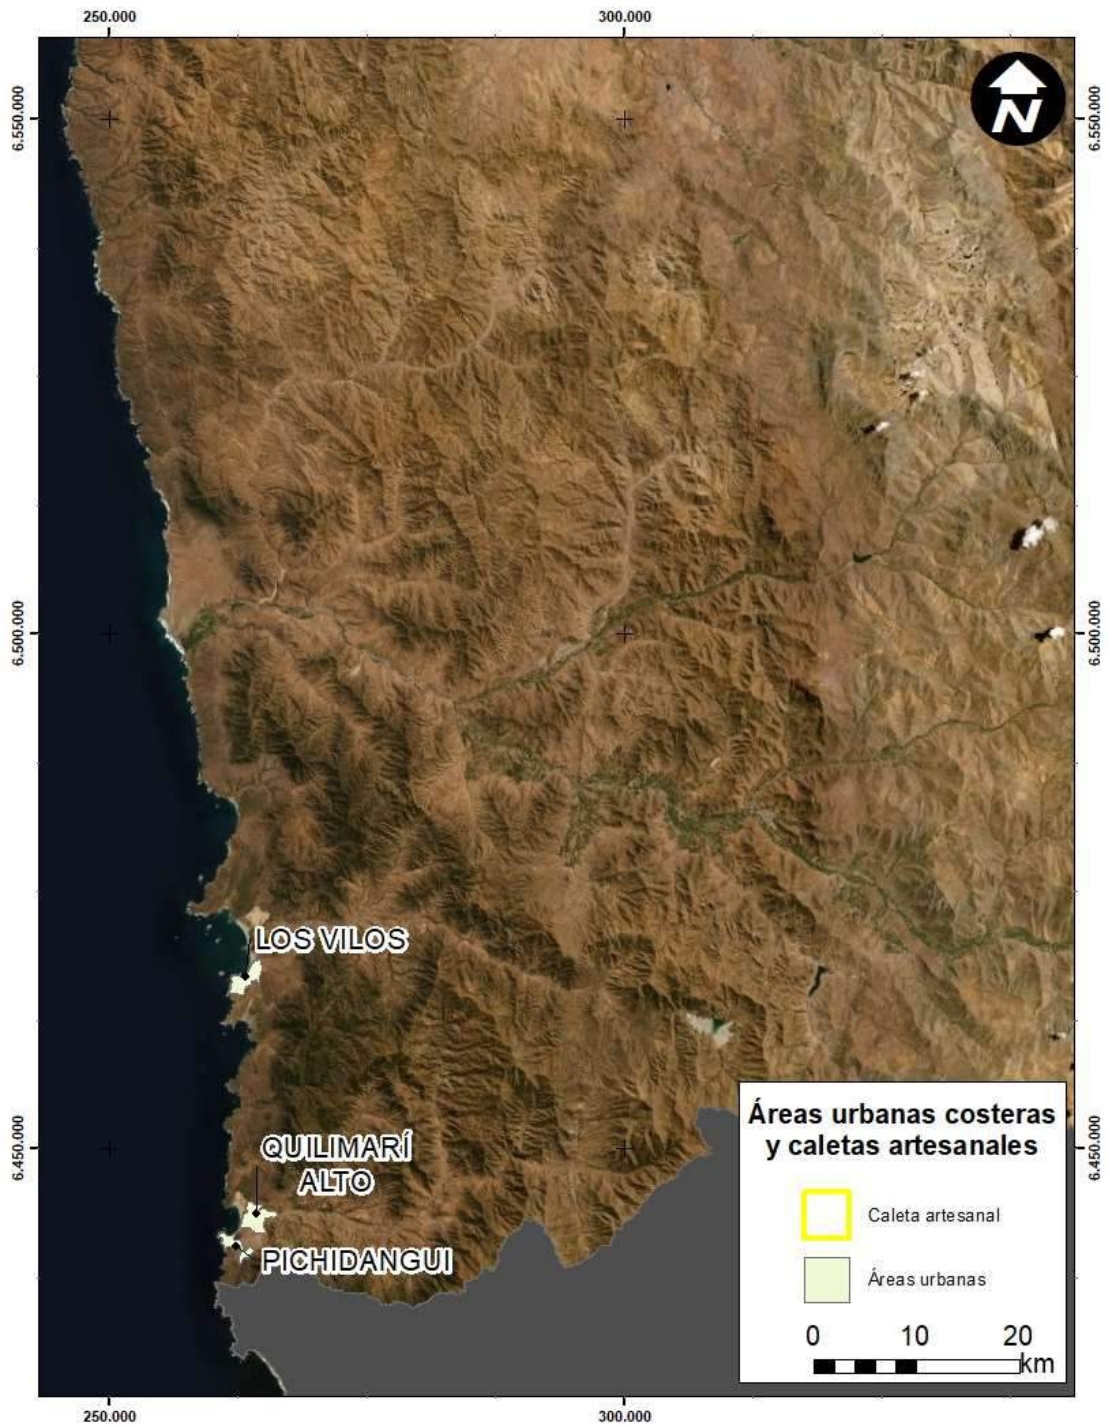 250.000
300.000
6.550.000
6.550.000
N
6.500.000
6.500.000
LOS VILOS
6.450.000
6.450.000
QUILIMARÍ
ALTO
PICHIDANGUI
Áreas urbanas costeras
y caletas artesanales
Caleta artesanal
Áreas urbanas
0 10 20
km
250.000
300.000